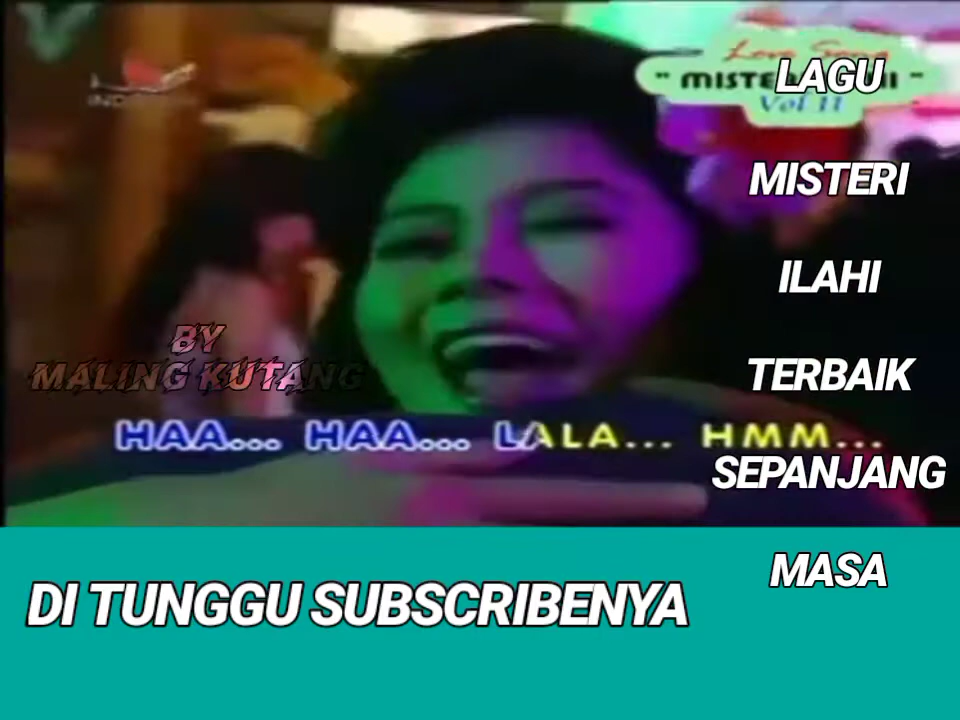 Love Song
LAGU
Vol.11
MISTERI
ILAHI
TERBAIK
SEPANJANG
MASA
BY
MALING KUTANG
HAA... HAA... LALA... HMM...
DI TUNGGU SUBSCRIBENYA